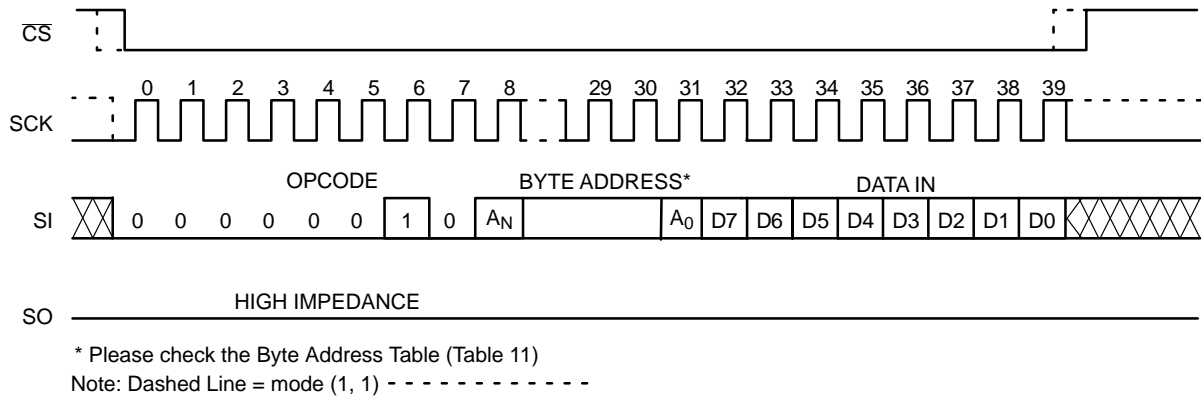 CS
0 1 2 3 4 5 6 7 8 29 30 31 32 33 34 35 36 37 38 39
SCK
OPCODE BYTE ADDRESS* DATA IN
SI 0 0 0 0 0 0 1 0 AN A0 D7 D6 D5 D4 D3 D2 D1 D0
HIGH IMPEDANCE
SO
* Please check the Byte Address Table (Table 11)
Note: Dashed Line = mode (1, 1)